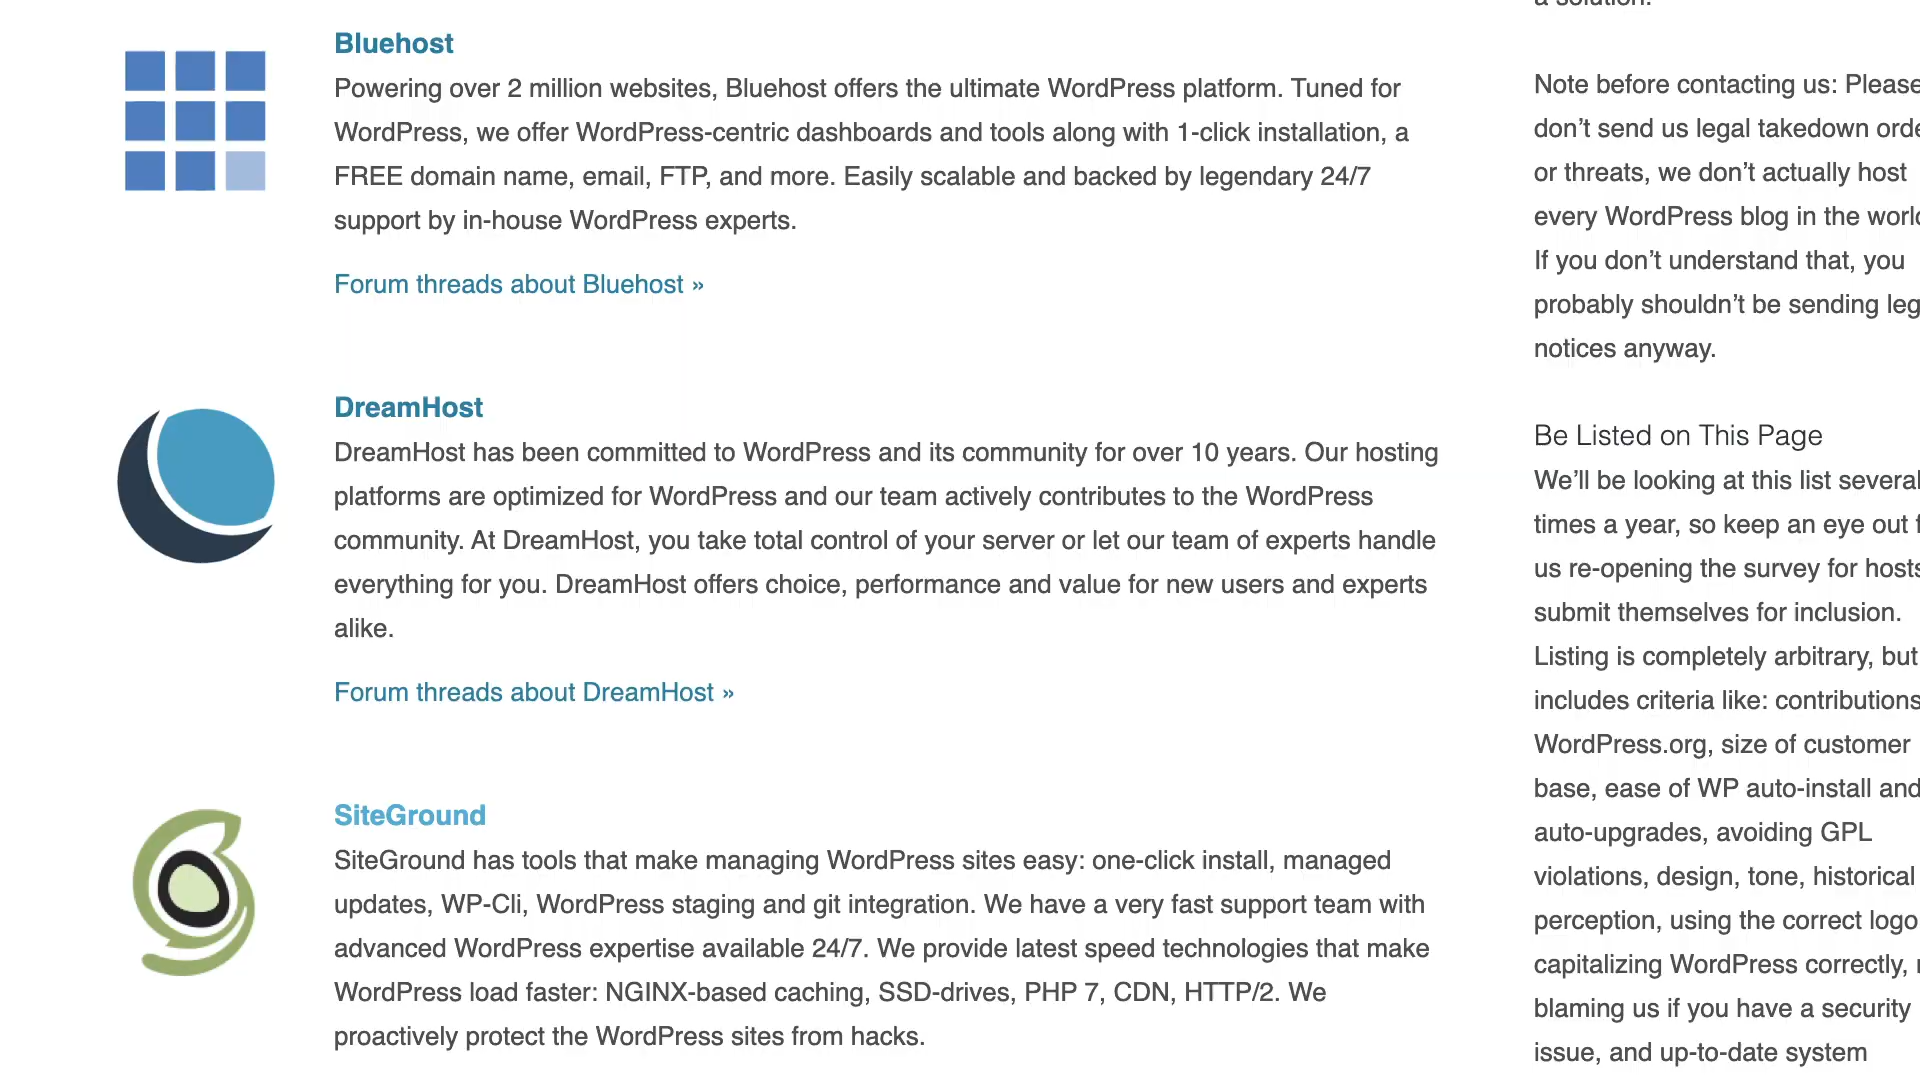 Bluehost
Powering over 2 million websites, Bluehost offers the ultimate WordPress platform. Tuned for
WordPress, we offer WordPress-centric dashboards and tools along with 1-click installation, a
FREE domain name, email, FTP, and more. Easily scalable and backed by legendary 24/7
support by in-house WordPress experts.
Forum threads about Bluehost »
DreamHost
DreamHost has been committed to WordPress and its community for over 10 years. Our hosting
platforms are optimized for WordPress and our team actively contributes to the WordPress
community. At DreamHost, you take total control of your server or let our team of experts handle
everything for you. DreamHost offers choice, performance and value for new users and experts
alike.
Forum threads about DreamHost »
SiteGround
SiteGround has tools that make managing WordPress sites easy: one-click install, managed
updates, WP-Cli, WordPress staging and git integration. We have a very fast support team with
advanced WordPress expertise available 24/7. We provide latest speed technologies that make
WordPress load faster: NGINX-based caching, SSD-drives, PHP 7, CDN, HTTP/2. We
proactively protect the WordPress sites from hacks.
a solution.
Note before contacting us: Please
don’t send us legal takedown
or threats, we don’t actually host
every WordPress blog in the
If you don’t understand that, you
probably shouldn’t be sending
notices anyway.
Be Listed on This Page
We’ll be looking at this list several
times a year, so keep an eye out
us re-opening the survey for hosts
submit themselves for inclusion.
Listing is completely arbitrary, but
includes criteria like: contributions
WordPress.org, size of customer
base, ease of WP auto-install and
auto-upgrades, avoiding GPL
violations, design, tone, historical
perception, using the correct logo
capitalizing WordPress correctly,
blaming us if you have a security
issue, and up-to-date system